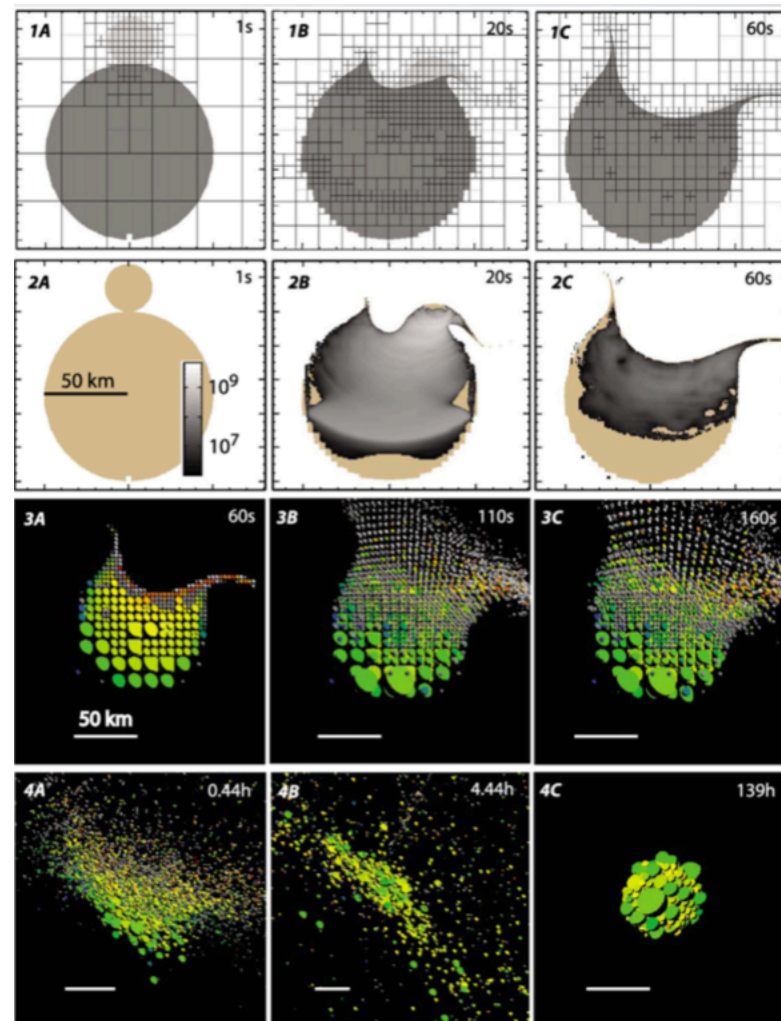 1A 1s
1B 20s
1C 60s
2A 1s
50 km
10⁹
10⁷
2B 20s
2C 60s
3A 60s
50 km
3B 110s
3C 160s
4A 0.44h
4B 4.44h
4C 139h